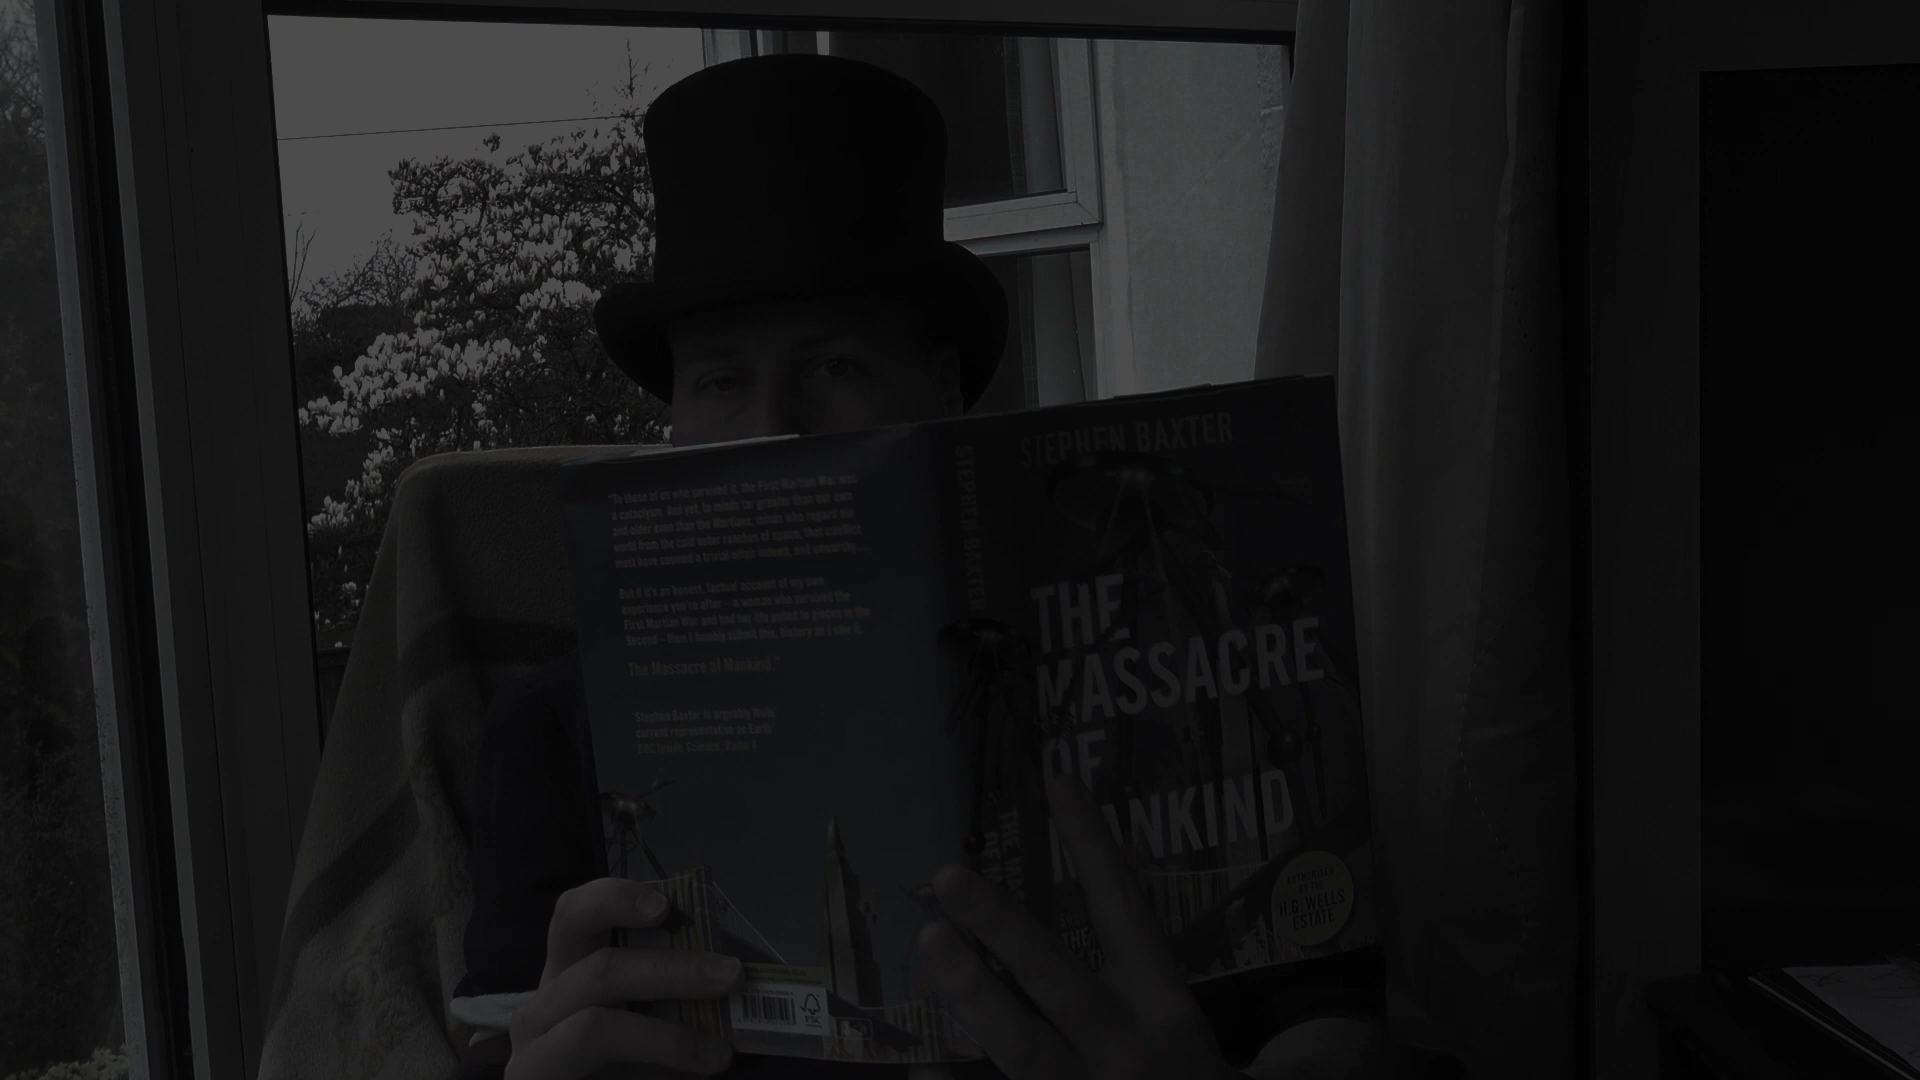 "To those of us who survived it, the First Martian War was
a cataclysm. And yet, to minds far greater than our own
and older even than the Martians, minds who regard our
world from the cold outer reaches of space, that conflict
must have seemed a trivial affair indeed, and unworthy ...
But if it's an honest, factual account of my own
experience you're after – a woman who survived the
First Martian War and had her life pulled to pieces in the
Second – then I humbly submit this, history as I saw it.
The Massacre of Mankind."
'Stephen Baxter is arguably Wells'
current representative on Earth'
BBC Inside Science, Radio 4
FSC
STEPHEN BAXTER
THE MA
OF
STEPHEN BAXTER
THE
MASSACRE
OF
MANKIND
THE
AUTHORISED
BY THE
H.G. WELLS
ESTATE